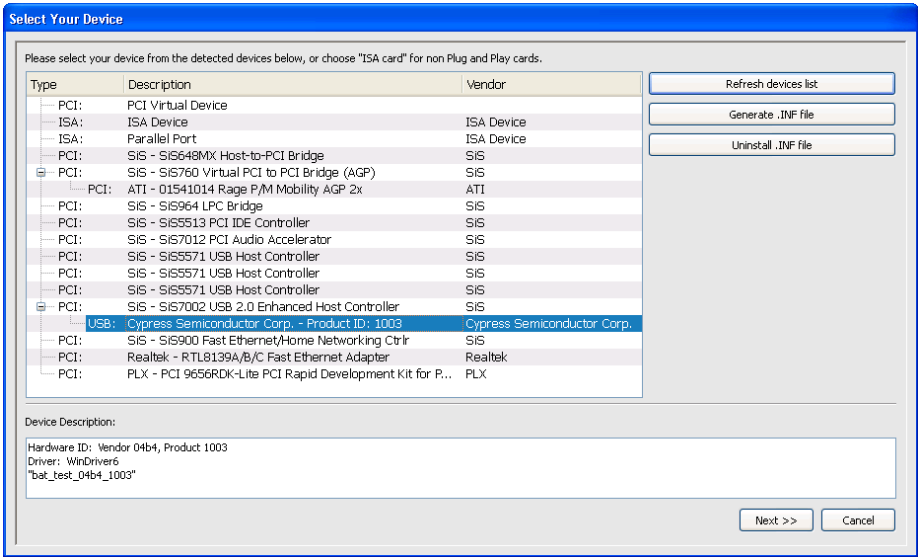 Select Your Device
Please select your device from the detected devices below, or choose "ISA card" for non Plug and Play cards.
Type Description Vendor
PCI: PCI Virtual Device
ISA: ISA Device ISA Device
ISA: Parallel Port ISA Device
PCI: SiS - SiS648MX Host-to-PCI Bridge SiS
PCI: SiS - SiS760 Virtual PCI to PCI Bridge (AGP) SiS
PCI: ATI - 01541014 Rage P/M Mobility AGP 2x ATI
PCI: SiS - SiS964 LPC Bridge SiS
PCI: SiS - SiS5513 PCI IDE Controller SiS
PCI: SiS - SiS7012 PCI Audio Accelerator SiS
PCI: SiS - SiS5571 USB Host Controller SiS
PCI: SiS - SiS5571 USB Host Controller SiS
PCI: SiS - SiS5571 USB Host Controller SiS
PCI: SiS - SiS7002 USB 2.0 Enhanced Host Controller SiS
USB: Cypress Semiconductor Corp. - Product ID: 1003 Cypress Semiconductor Corp.
PCI: SiS - SiS900 Fast Ethernet/Home Networking Ctrlr SiS
PCI: Realtek - RTL8139A/B/C Fast Ethernet Adapter Realtek
PCI: PLX - PCI 9656RDK-Lite PCI Rapid Development Kit for P... PLX
Refresh devices list
Generate .INF file
Uninstall .INF file
Device Description:
Hardware ID: Vendor 04b4, Product 1003
Driver: WinDriver6
"bat_test_04b4_1003"
Next >> Cancel